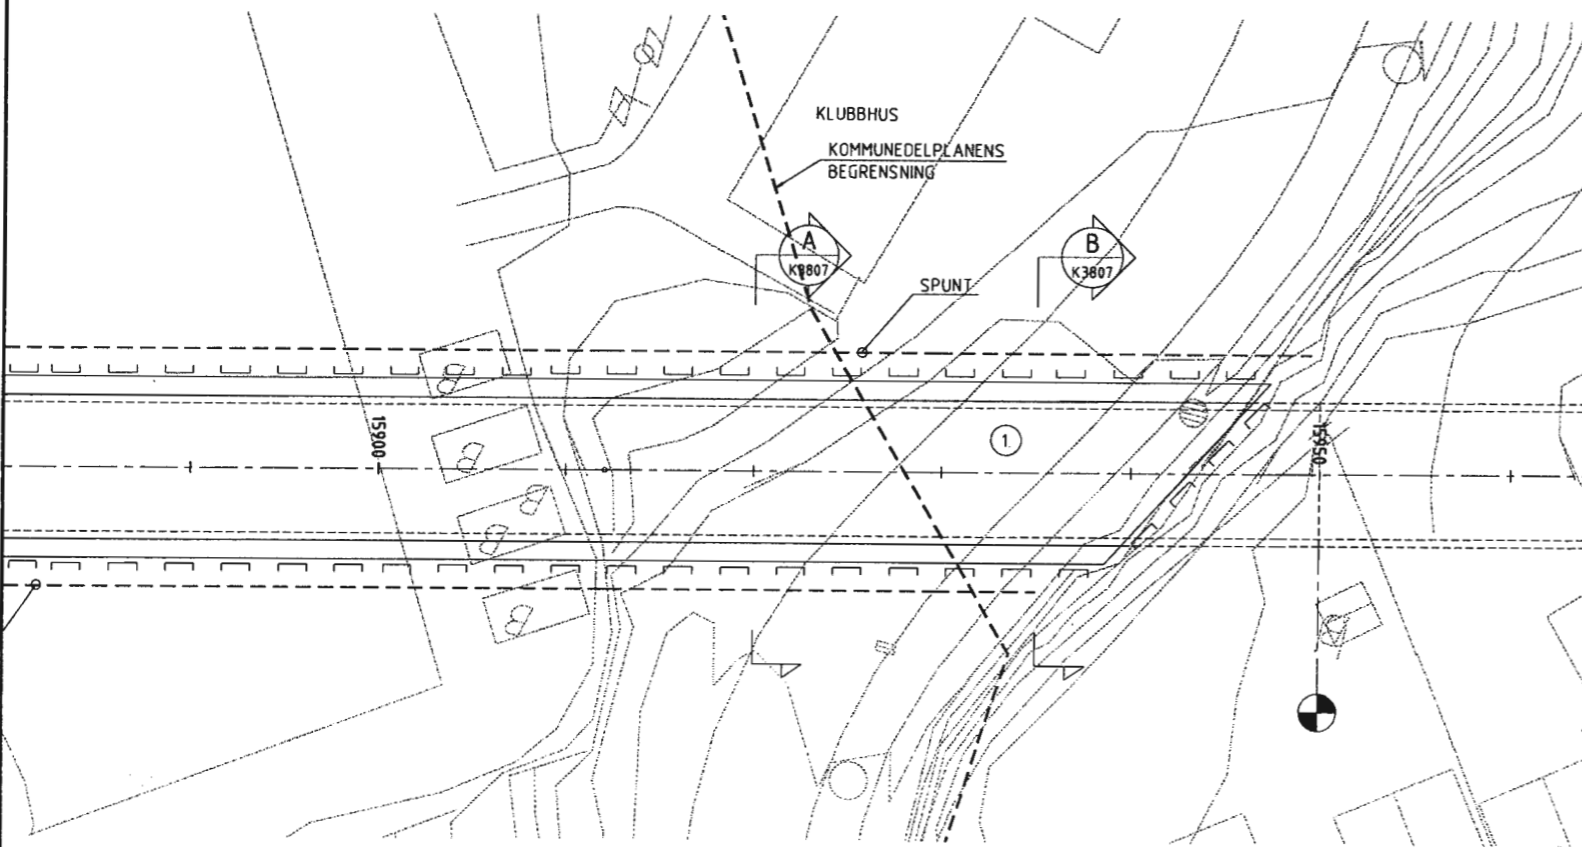 KLUBBHUS
KOMMUNEDELPLANENS
BEGRENSNING
A
K3807
B
K3807
SPUNT
15900
1
15950